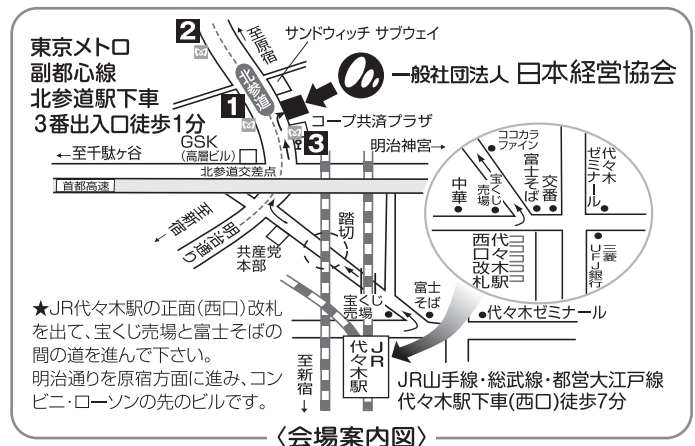 東京メトロ
副都心線
北参道駅下車
3番出入口徒歩1分
2
至原宿
サンドウィッチ サブウェイ
北参道
一般社団法人 日本経営協会
1
コープ共済プラザ
3
GSK
(高層ビル)
←至千駄ヶ谷
明治神宮→
北参道交差点
首都高速
至新宿
明治通り
共産党
本部
踏切
宝くじ
売場
富士
そば
代々木ゼミナール
ココカラ
ファイン
中華
宝くじ
売場
富士そば
交番
代々木
ゼミナール
代々木駅
西口改札
三菱
UFJ銀行
★JR代々木駅の正面(西口)改札
を出て、宝くじ売場と富士そばの
間の道を進んで下さい。
明治通りを原宿方面に進み、コン
ビニ・ローソンの先のビルです。
至新宿
JR
代々木駅
JR山手線・総武線・都営大江戸線
代々木駅下車(西口)徒歩7分
〈会場案内図〉